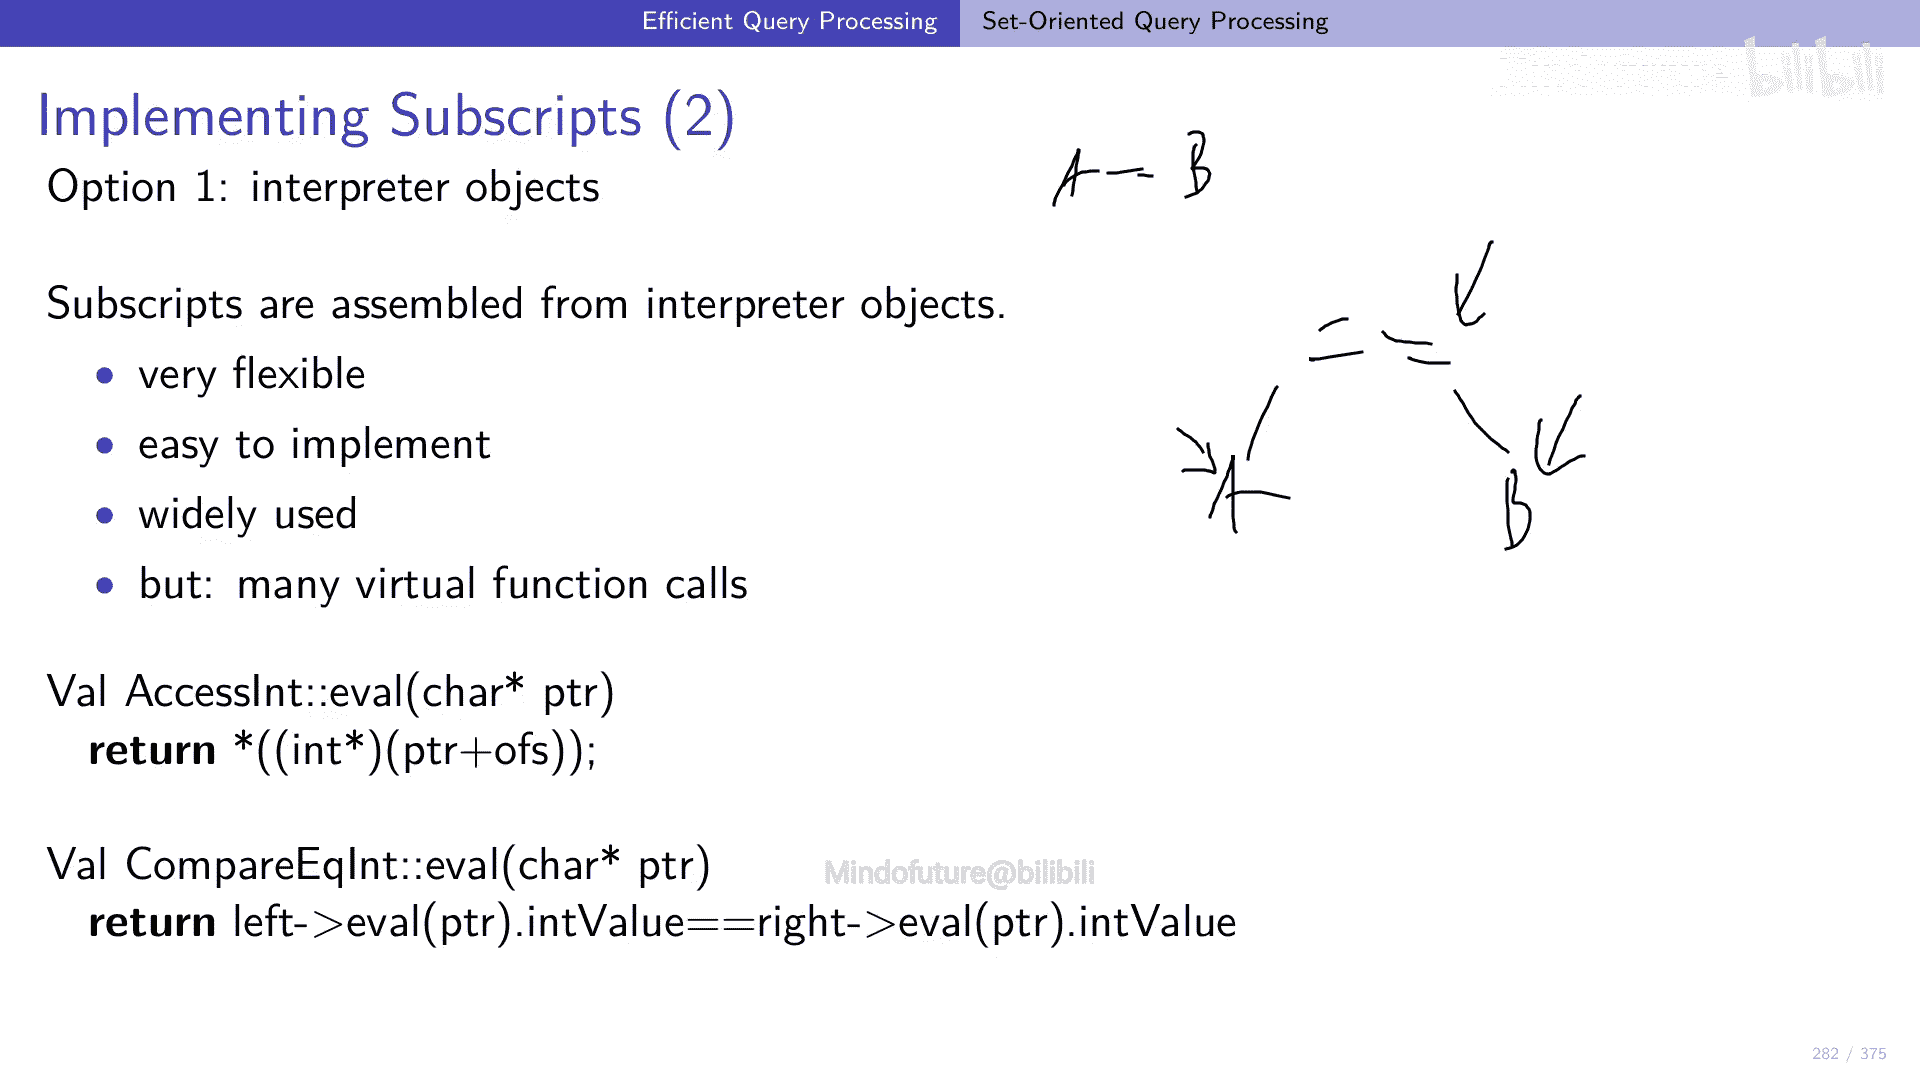 Efficient Query Processing Set-Oriented Query Processing
bilibili
Implementing Subscripts (2)
A = B
Option 1: interpreter objects
Subscripts are assembled from interpreter objects.
• very flexible
• easy to implement
• widely used
• but: many virtual function calls
==
A B
Val AccessInt::eval(char* ptr)
return *((int*)(ptr+ofs));
Val CompareEqInt::eval(char* ptr)
Mindofuture@bilibili
return left->eval(ptr).intValue==right->eval(ptr).intValue
282 / 375